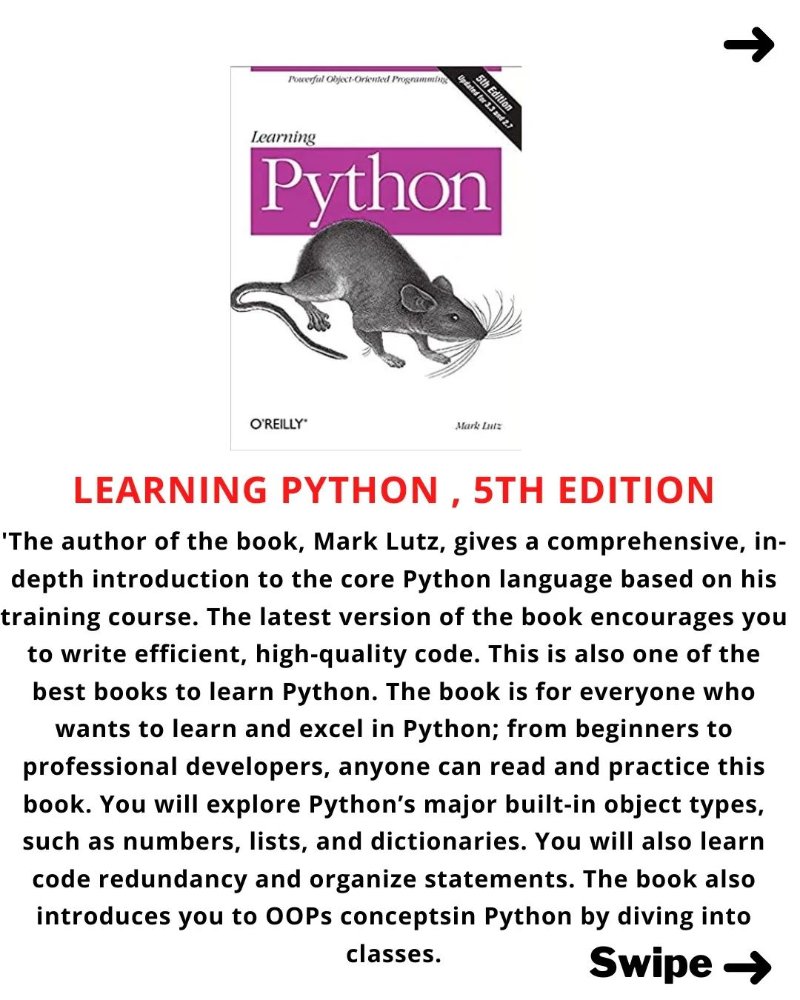 Powerful Object-Oriented Programming
5th Edition
Updated for 3.3 and 2.7
Learning
Python
O'REILLY®
Mark Lutz
LEARNING PYTHON , 5TH EDITION
'The author of the book, Mark Lutz, gives a comprehensive, in-
depth introduction to the core Python language based on his
training course. The latest version of the book encourages you
to write efficient, high-quality code. This is also one of the
best books to learn Python. The book is for everyone who
wants to learn and excel in Python; from beginners to
professional developers, anyone can read and practice this
book. You will explore Python’s major built-in object types,
such as numbers, lists, and dictionaries. You will also learn
code redundancy and organize statements. The book also
introduces you to OOPs conceptsin Python by diving into
classes.
Swipe